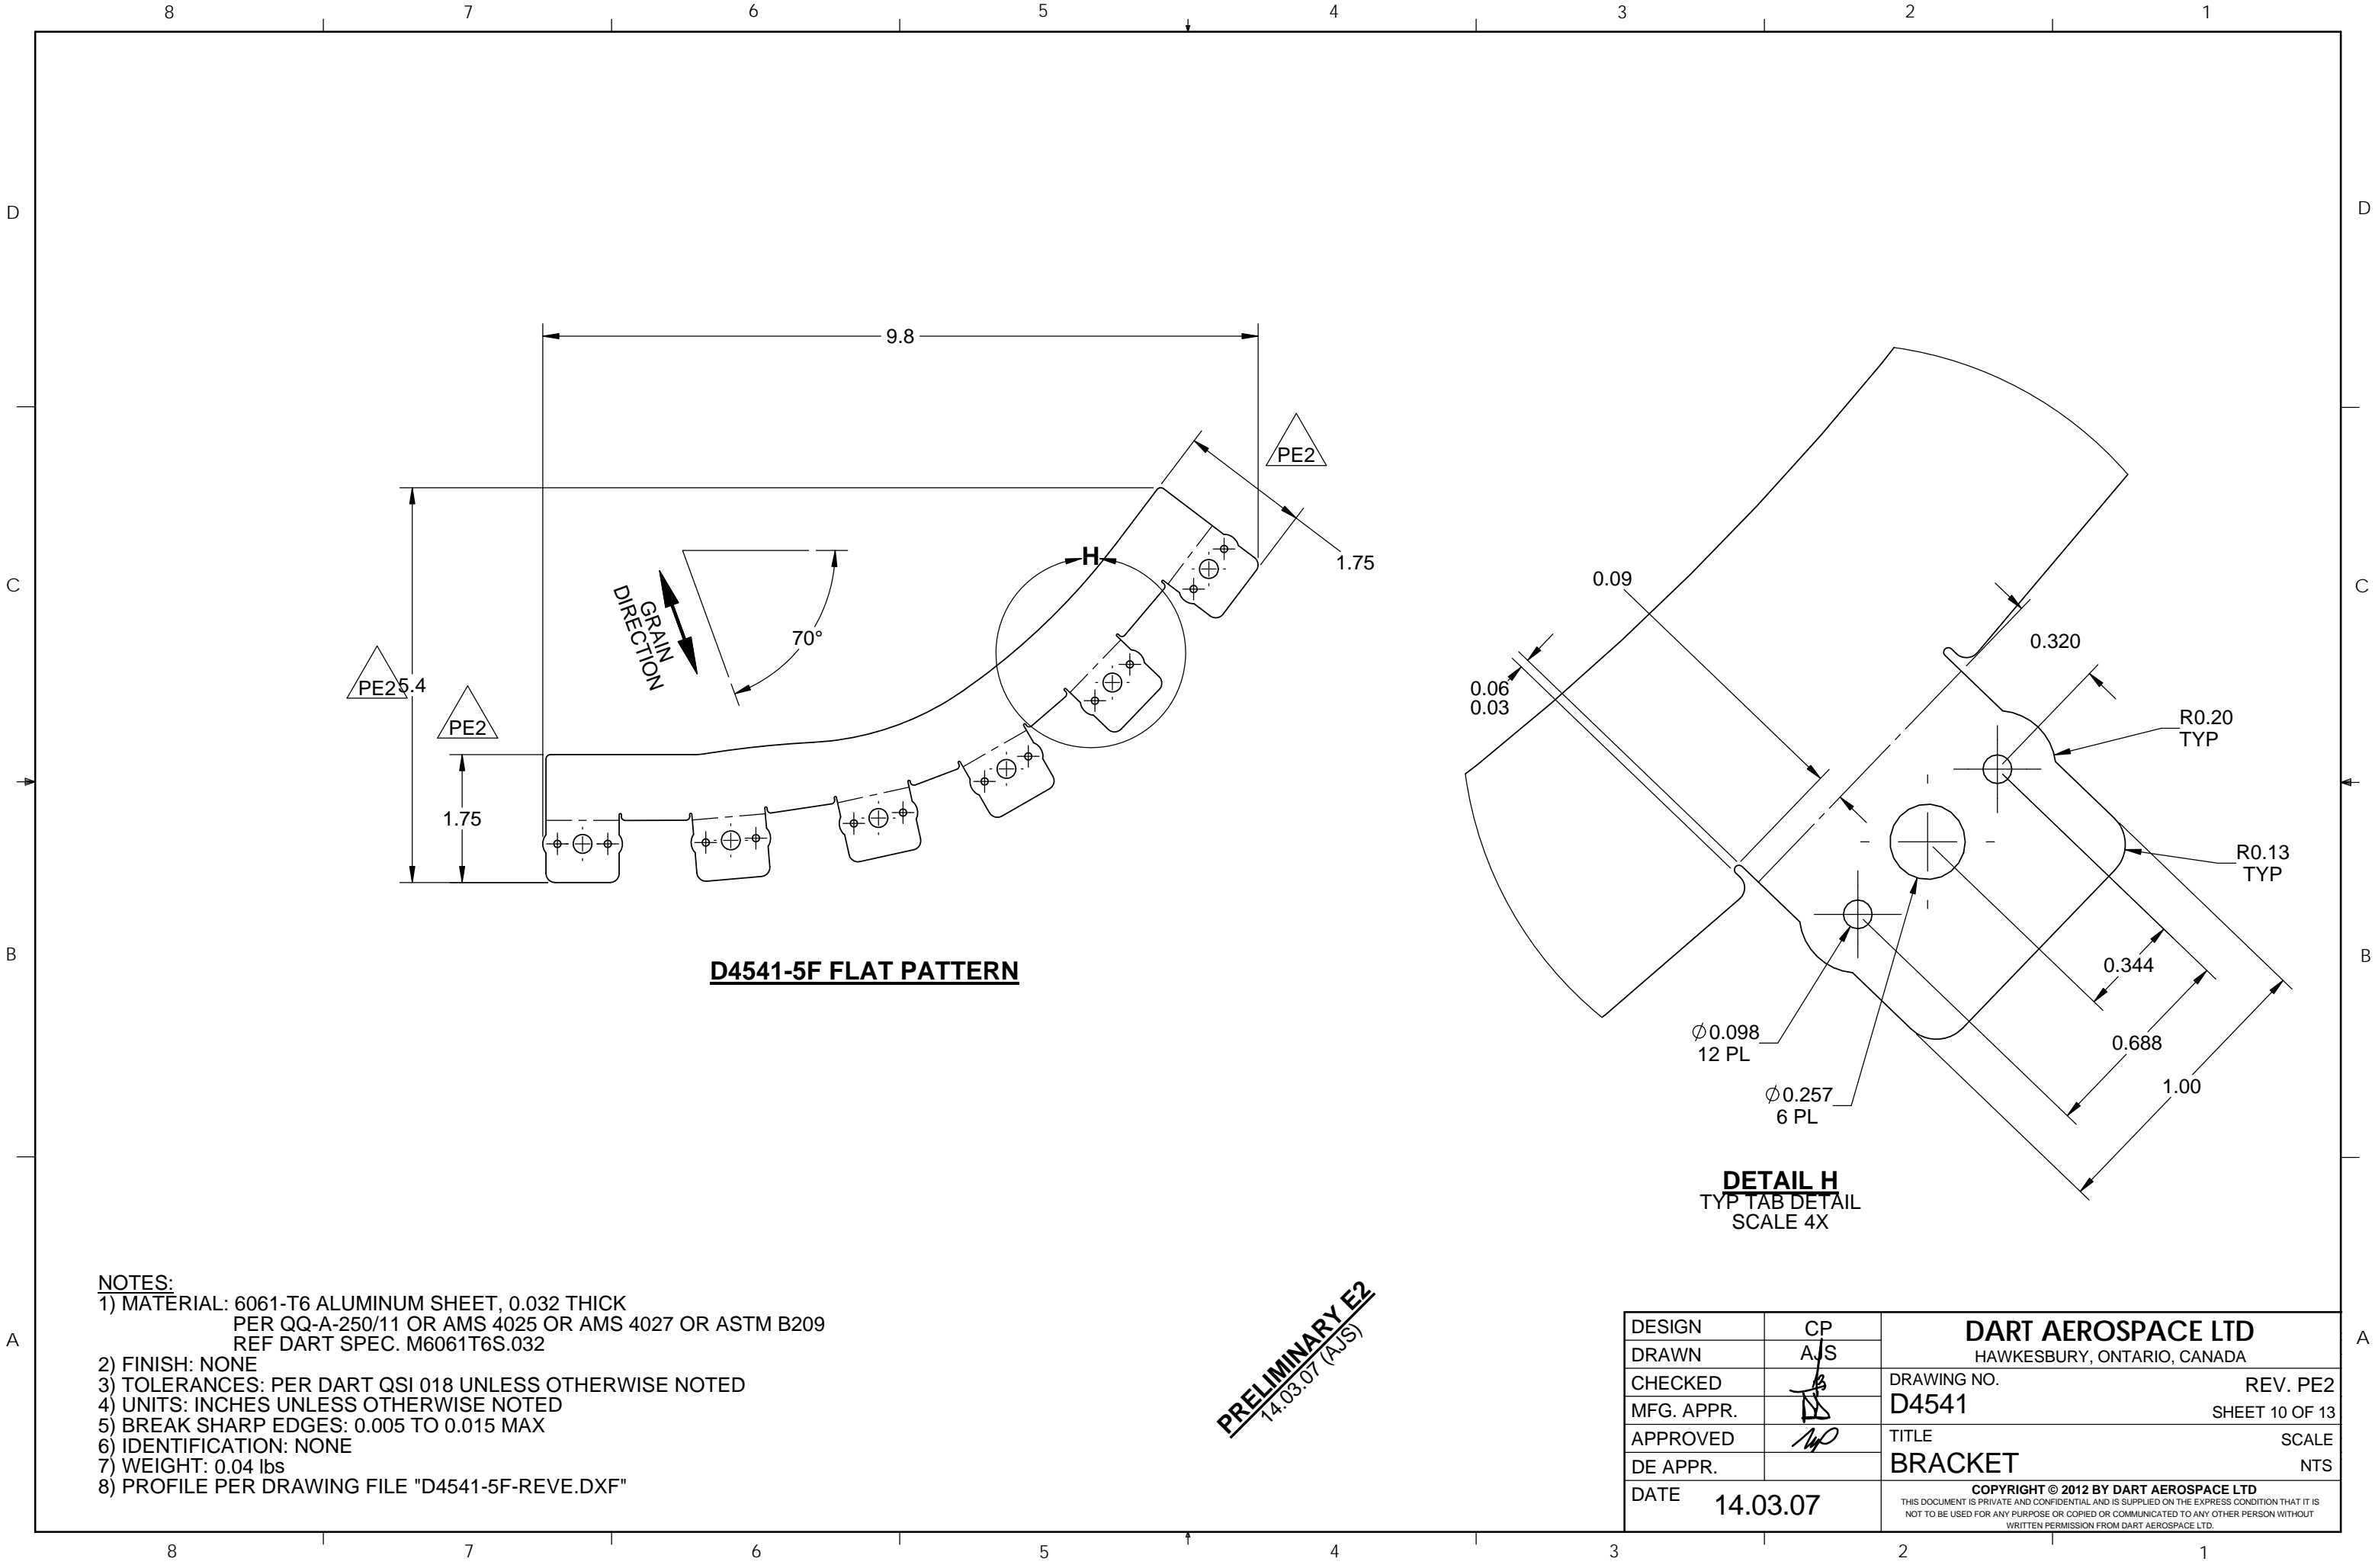 8 7 6 5 4 3 2 1
D
D
C
C
B
B
A
A
9.8
PE2
1.75
H
GRAIN
DIRECTION
70°
PE2
5.4
PE2
1.75
D4541-5F FLAT PATTERN
0.09
0.06
0.03
0.320
R0.20
TYP
R0.13
TYP
0.344
0.688
1.00
∅0.098
12 PL
∅0.257
6 PL
DETAIL H
TYP TAB DETAIL
SCALE 4X
NOTES:
1) MATERIAL: 6061-T6 ALUMINUM SHEET, 0.032 THICK
PER QQ-A-250/11 OR AMS 4025 OR AMS 4027 OR ASTM B209
REF DART SPEC. M6061T6S.032
2) FINISH: NONE
3) TOLERANCES: PER DART QSI 018 UNLESS OTHERWISE NOTED
4) UNITS: INCHES UNLESS OTHERWISE NOTED
5) BREAK SHARP EDGES: 0.005 TO 0.015 MAX
6) IDENTIFICATION: NONE
7) WEIGHT: 0.04 lbs
8) PROFILE PER DRAWING FILE "D4541-5F-REVE.DXF"
PRELIMINARY E2
14.03.07 (AJS)
DESIGN CP
DRAWN AJS
CHECKED
MFG. APPR.
APPROVED
DE APPR.
DATE 14.03.07
DART AEROSPACE LTD
HAWKESBURY, ONTARIO, CANADA
DRAWING NO. REV. PE2
D4541 SHEET 10 OF 13
TITLE SCALE
BRACKET NTS
COPYRIGHT © 2012 BY DART AEROSPACE LTD
THIS DOCUMENT IS PRIVATE AND CONFIDENTIAL AND IS SUPPLIED ON THE EXPRESS CONDITION THAT IT IS
NOT TO BE USED FOR ANY PURPOSE OR COPIED OR COMMUNICATED TO ANY OTHER PERSON WITHOUT
WRITTEN PERMISSION FROM DART AEROSPACE LTD.
8 7 6 5 4 3 2 1